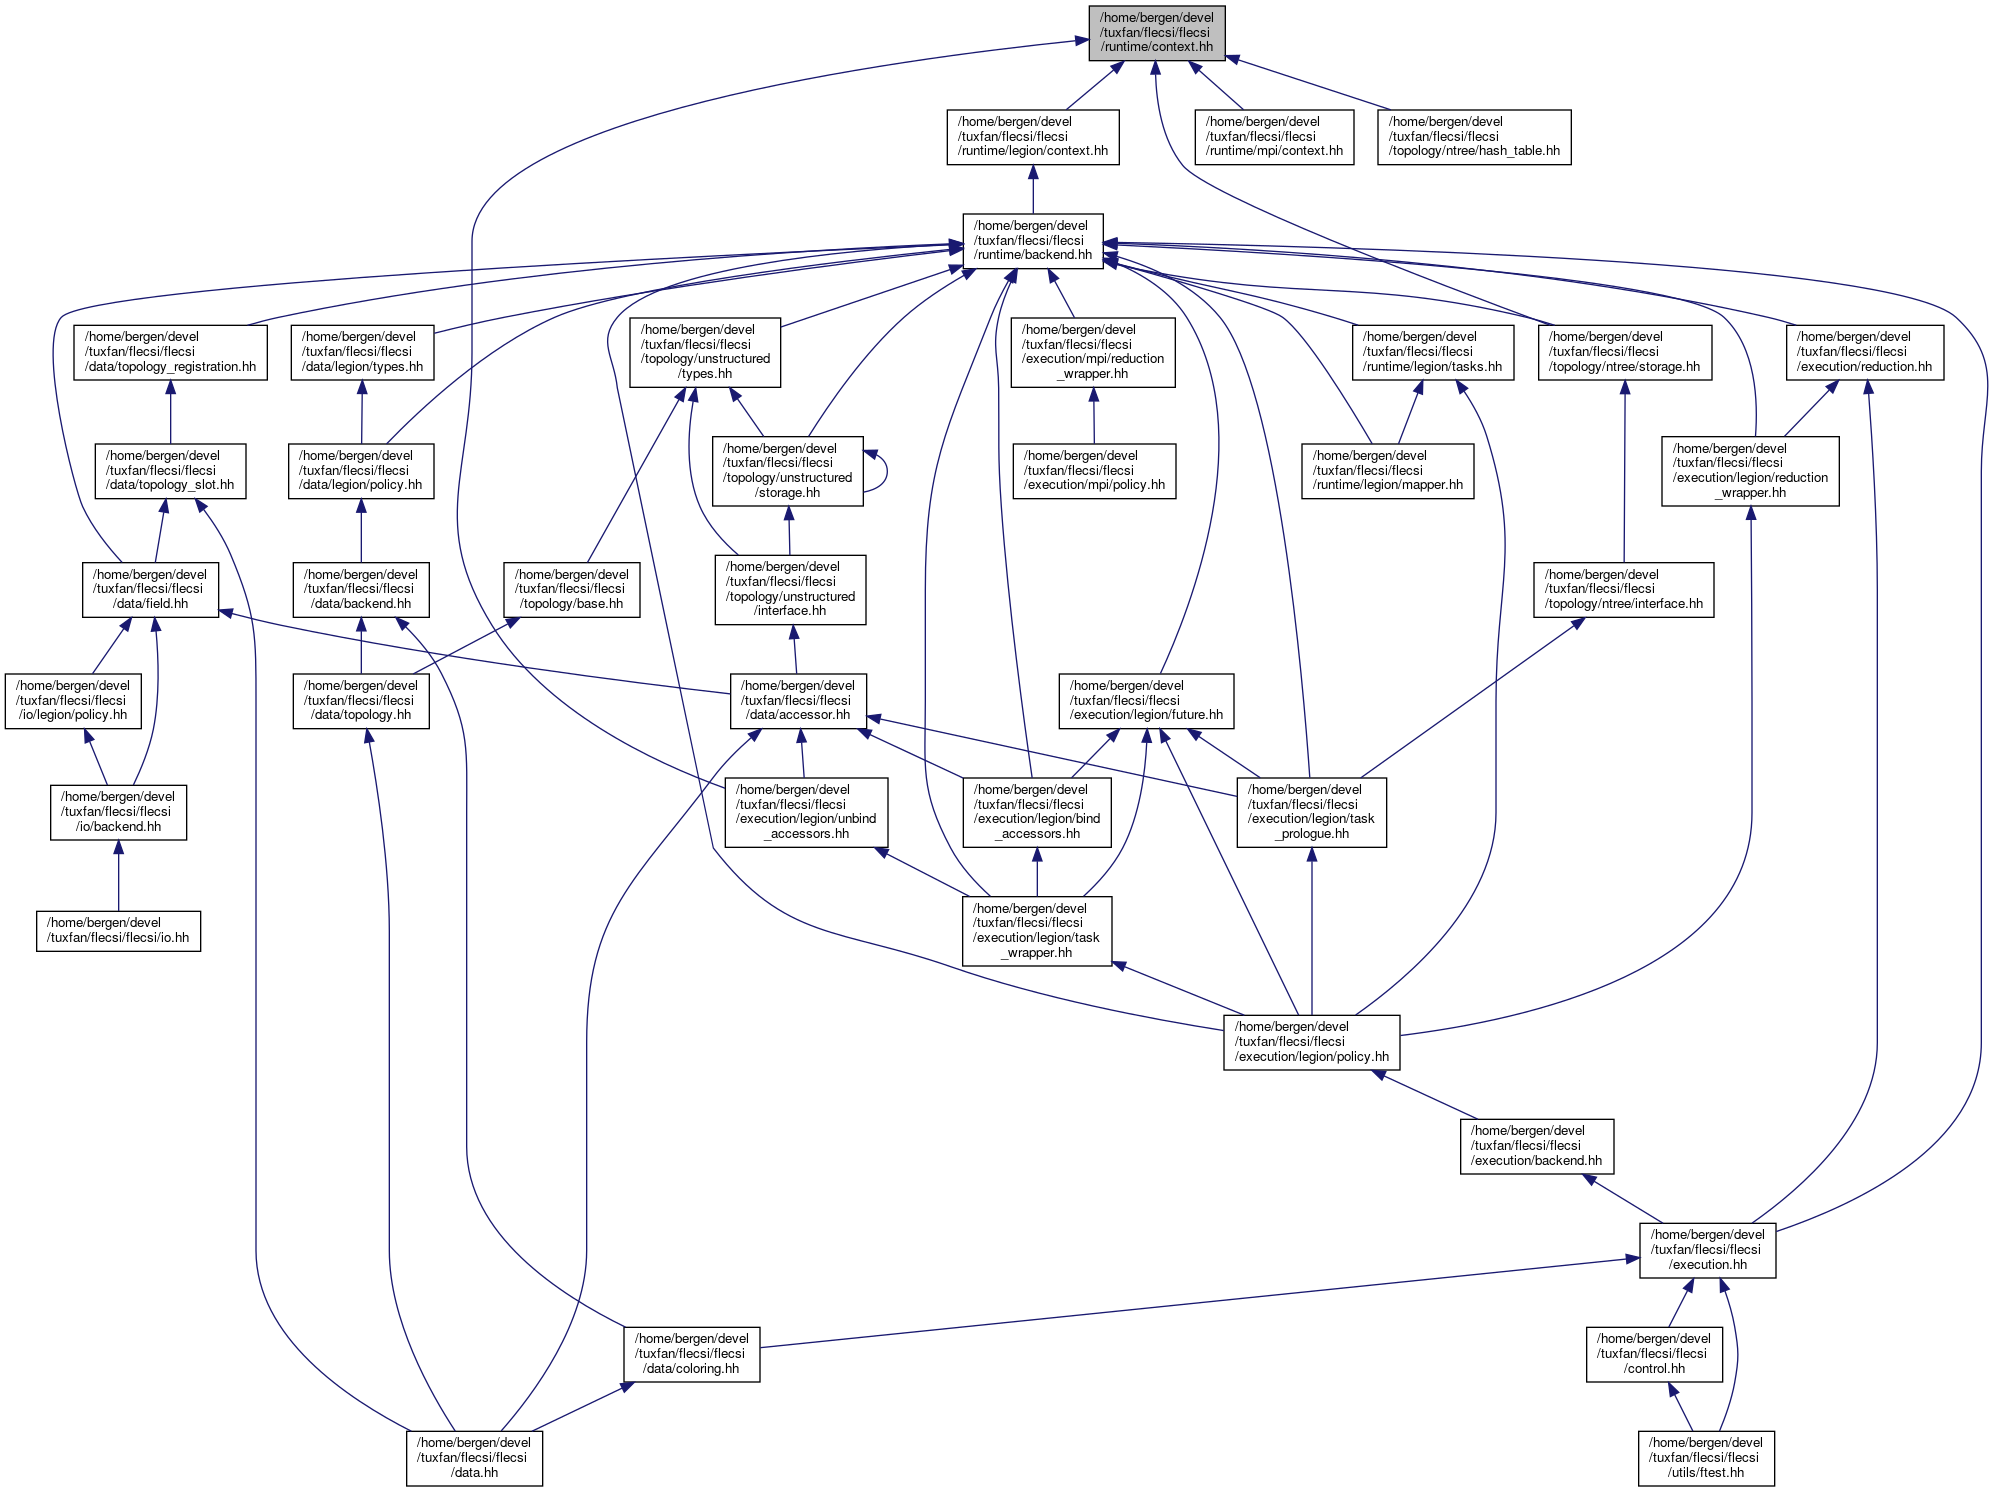 /home/bergen/devel
/tuxfan/flecsi/flecsi
/runtime/context.hh
/home/bergen/devel
/tuxfan/flecsi/flecsi
/runtime/legion/context.hh
/home/bergen/devel
/tuxfan/flecsi/flecsi
/runtime/mpi/context.hh
/home/bergen/devel
/tuxfan/flecsi/flecsi
/topology/ntree/hash_table.hh
/home/bergen/devel
/tuxfan/flecsi/flecsi
/runtime/backend.hh
/home/bergen/devel
/tuxfan/flecsi/flecsi
/data/topology_registration.hh
/home/bergen/devel
/tuxfan/flecsi/flecsi
/data/legion/types.hh
/home/bergen/devel
/tuxfan/flecsi/flecsi
/topology/unstructured
/types.hh
/home/bergen/devel
/tuxfan/flecsi/flecsi
/execution/mpi/reduction
_wrapper.hh
/home/bergen/devel
/tuxfan/flecsi/flecsi
/runtime/legion/tasks.hh
/home/bergen/devel
/tuxfan/flecsi/flecsi
/topology/ntree/storage.hh
/home/bergen/devel
/tuxfan/flecsi/flecsi
/execution/reduction.hh
/home/bergen/devel
/tuxfan/flecsi/flecsi
/data/topology_slot.hh
/home/bergen/devel
/tuxfan/flecsi/flecsi
/data/legion/policy.hh
/home/bergen/devel
/tuxfan/flecsi/flecsi
/topology/unstructured
/storage.hh
/home/bergen/devel
/tuxfan/flecsi/flecsi
/execution/mpi/policy.hh
/home/bergen/devel
/tuxfan/flecsi/flecsi
/runtime/legion/mapper.hh
/home/bergen/devel
/tuxfan/flecsi/flecsi
/execution/legion/reduction
_wrapper.hh
/home/bergen/devel
/tuxfan/flecsi/flecsi
/data/field.hh
/home/bergen/devel
/tuxfan/flecsi/flecsi
/data/backend.hh
/home/bergen/devel
/tuxfan/flecsi/flecsi
/topology/base.hh
/home/bergen/devel
/tuxfan/flecsi/flecsi
/topology/unstructured
/interface.hh
/home/bergen/devel
/tuxfan/flecsi/flecsi
/topology/ntree/interface.hh
/home/bergen/devel
/tuxfan/flecsi/flecsi
/io/legion/policy.hh
/home/bergen/devel
/tuxfan/flecsi/flecsi
/data/topology.hh
/home/bergen/devel
/tuxfan/flecsi/flecsi
/data/accessor.hh
/home/bergen/devel
/tuxfan/flecsi/flecsi
/execution/legion/future.hh
/home/bergen/devel
/tuxfan/flecsi/flecsi
/io/backend.hh
/home/bergen/devel
/tuxfan/flecsi/flecsi
/execution/legion/unbind
_accessors.hh
/home/bergen/devel
/tuxfan/flecsi/flecsi
/execution/legion/bind
_accessors.hh
/home/bergen/devel
/tuxfan/flecsi/flecsi
/execution/legion/task
_prologue.hh
/home/bergen/devel
/tuxfan/flecsi/flecsi/io.hh
/home/bergen/devel
/tuxfan/flecsi/flecsi
/execution/legion/task
_wrapper.hh
/home/bergen/devel
/tuxfan/flecsi/flecsi
/execution/legion/policy.hh
/home/bergen/devel
/tuxfan/flecsi/flecsi
/execution/backend.hh
/home/bergen/devel
/tuxfan/flecsi/flecsi
/execution.hh
/home/bergen/devel
/tuxfan/flecsi/flecsi
/data/coloring.hh
/home/bergen/devel
/tuxfan/flecsi/flecsi
/control.hh
/home/bergen/devel
/tuxfan/flecsi/flecsi
/data.hh
/home/bergen/devel
/tuxfan/flecsi/flecsi
/utils/ftest.hh